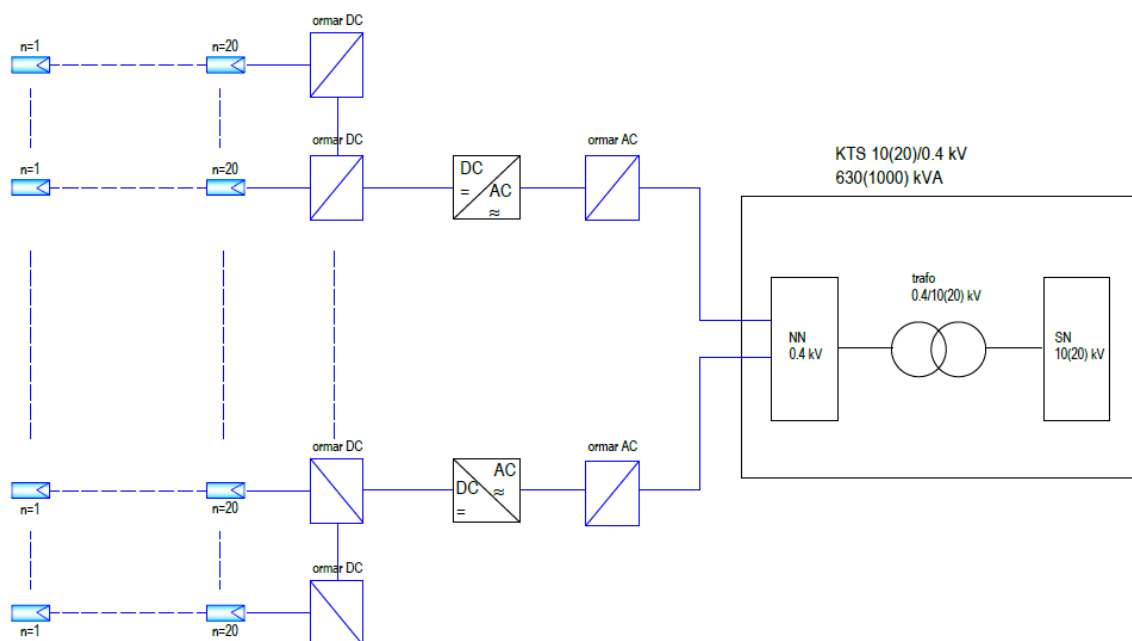 ormar DC
n=1
n=20
ormar DC
ormar AC
n=1
n=20
DC
=
AC
≈
KTS 10(20)/0.4 kV
630(1000) kVA
trafo
0.4/10(20) kV
NN
0.4 kV
SN
10(20) kV
ormar DC
ormar AC
n=1
n=20
AC
≈
DC
=
ormar DC
n=1
n=20